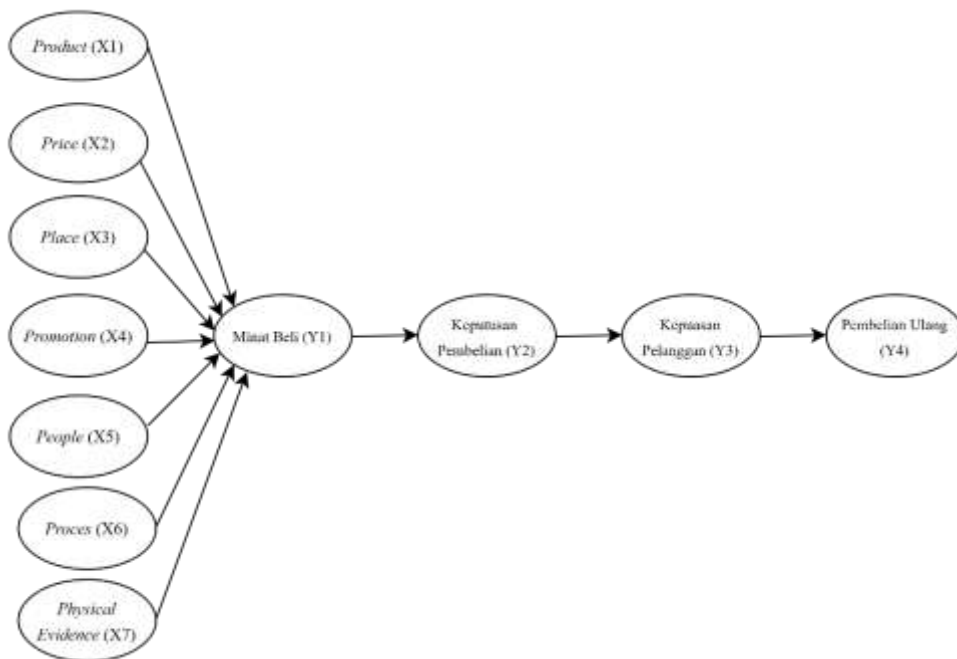 Product (X1)
Price (X2)
Place (X3)
Promotion (X4)
People (X5)
Proces (X6)
Physical
Evidence (X7)
Minat Beli (Y1)
Keputusan
Pembelian (Y2)
Kepuasan
Pelanggan (Y3)
Pembelian Ulang
(Y4)